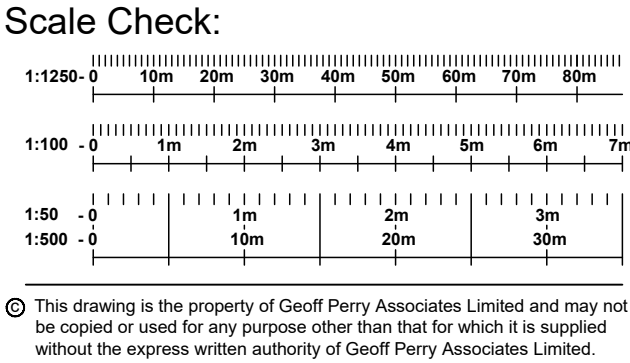 Scale Check:
1:1250- 0 10m 20m 30m 40m 50m 60m 70m 80m
1:100 - 0 1m 2m 3m 4m 5m 6m 7m
1:50 - 0 1m 2m 3m
1:500 - 0 10m 20m 30m
© This drawing is the property of Geoff Perry Associates Limited and may not
be copied or used for any purpose other than that for which it is supplied
without the express written authority of Geoff Perry Associates Limited.